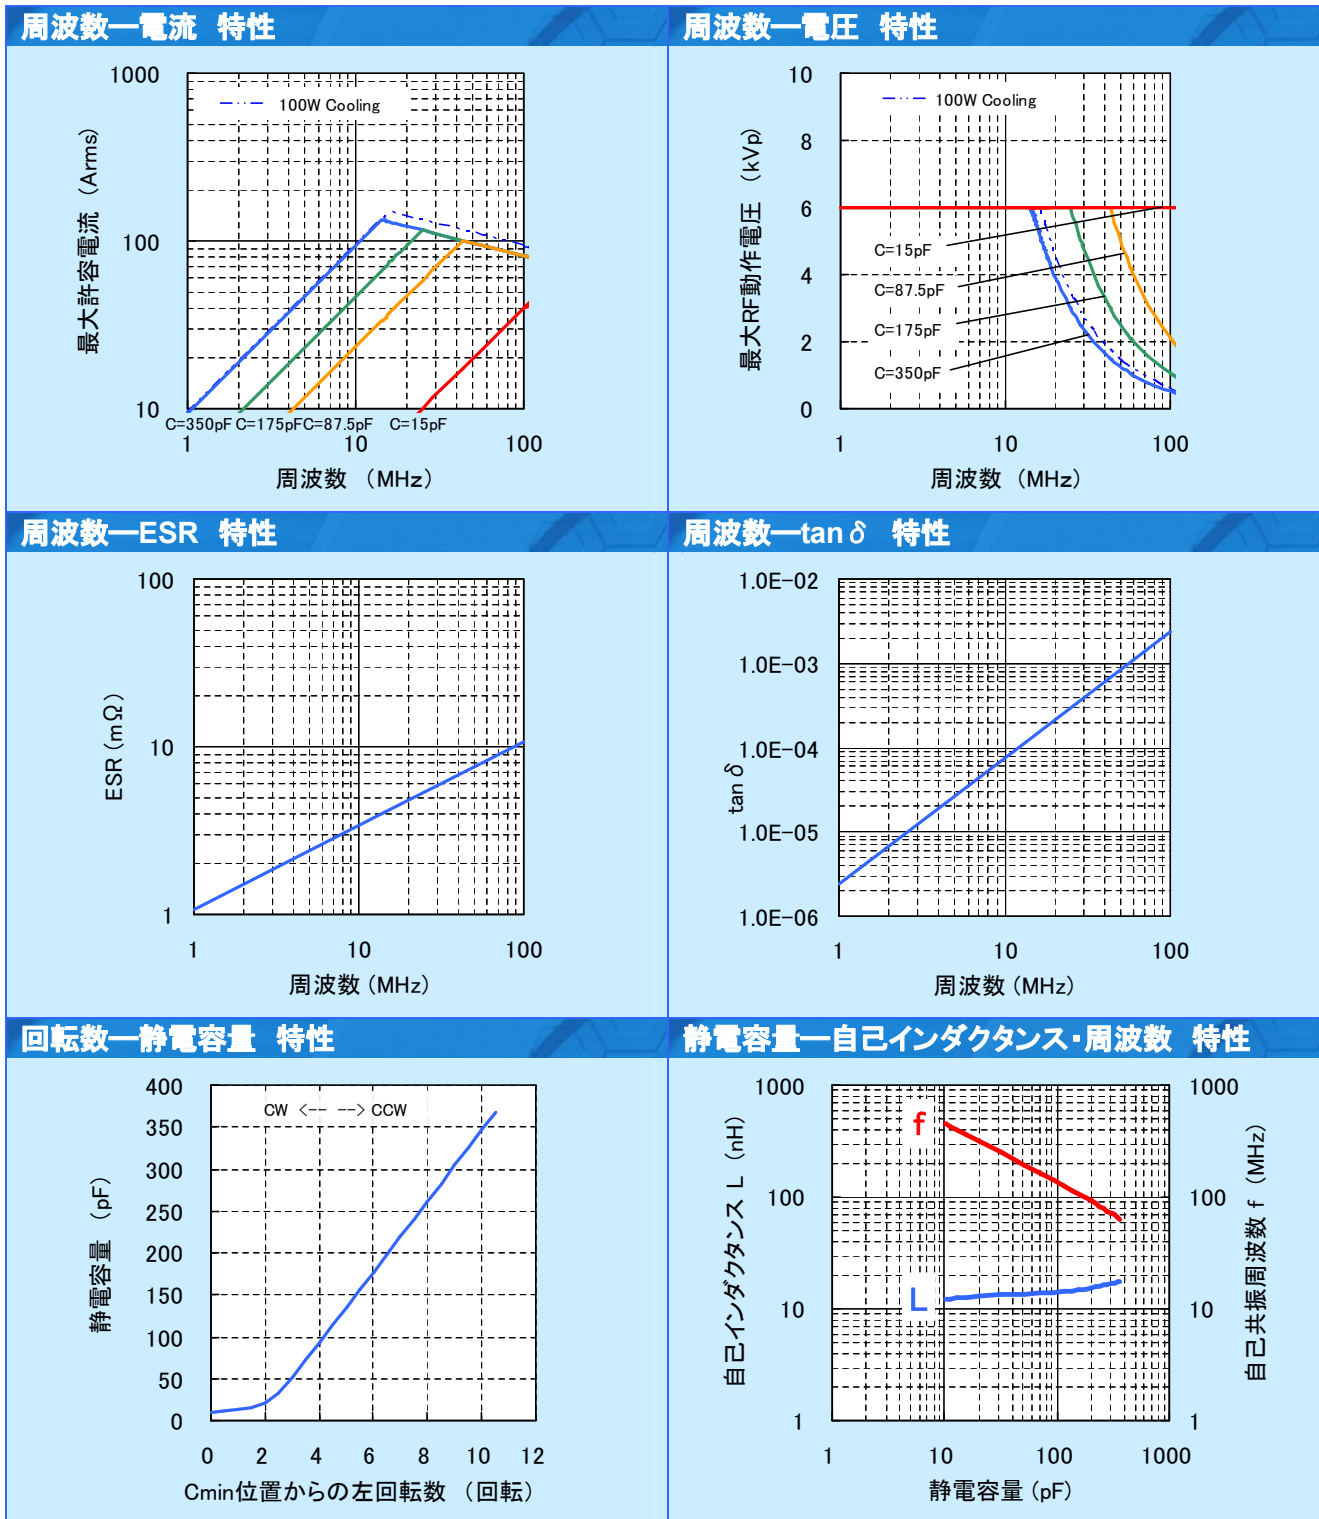 周波数—電流 特性
1000
100
10
最大許容電流 (Arms)
100W Cooling
C=350pF C=175pF C=87.5pF C=15pF
1 10 100
周波数 (MHz)
周波数—電圧 特性
10
8
6
4
2
0
最大RF動作電圧 (kVp)
100W Cooling
C=15pF
C=87.5pF
C=175pF
C=350pF
1 10 100
周波数 (MHz)
周波数—ESR 特性
100
10
1
ESR (mΩ)
1 10 100
周波数 (MHz)
周波数—tanδ 特性
1.0E-02
1.0E-03
1.0E-04
1.0E-05
1.0E-06
tanδ
1 10 100
周波数 (MHz)
回転数—静電容量 特性
400
350
300
250
200
150
100
50
0
静電容量 (pF)
CW <-- --> CCW
0 2 4 6 8 10 12
Cmin位置からの左回転数 (回転)
静電容量—自己インダクタンス・周波数 特性
1000
100
10
1
自己インダクタンス L (nH)
f
L
1000
100
10
1
自己共振周波数 f (MHz)
1 10 100 1000
静電容量 (pF)